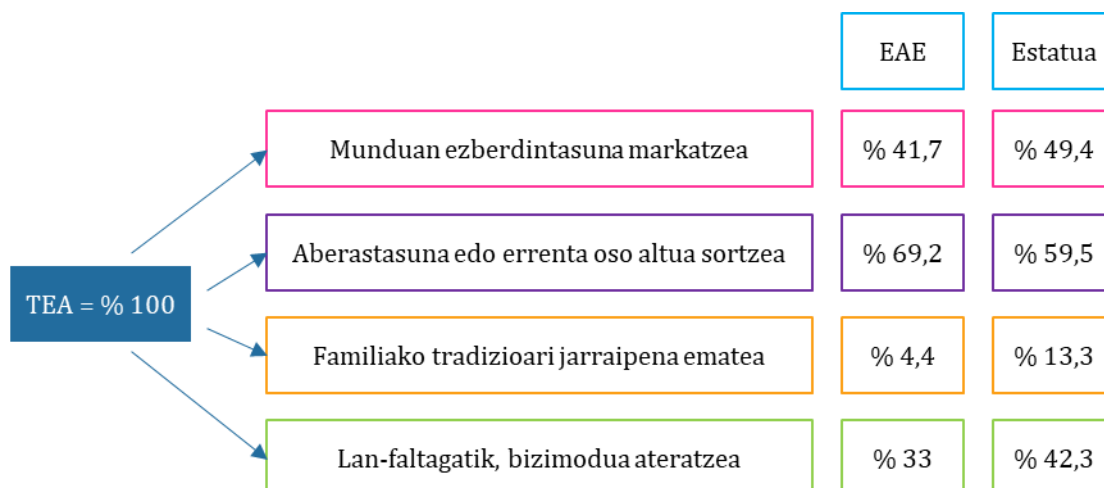 EAE Estatua
Munduan ezberdintasuna markatzea % 41,7 % 49,4
Aberastasuna edo errenta oso altua sortzea % 69,2 % 59,5
TEA = % 100
Familiako tradizioari jarraipena ematea % 4,4 % 13,3
Lan-faltagatik, bizimodua ateratzea % 33 % 42,3